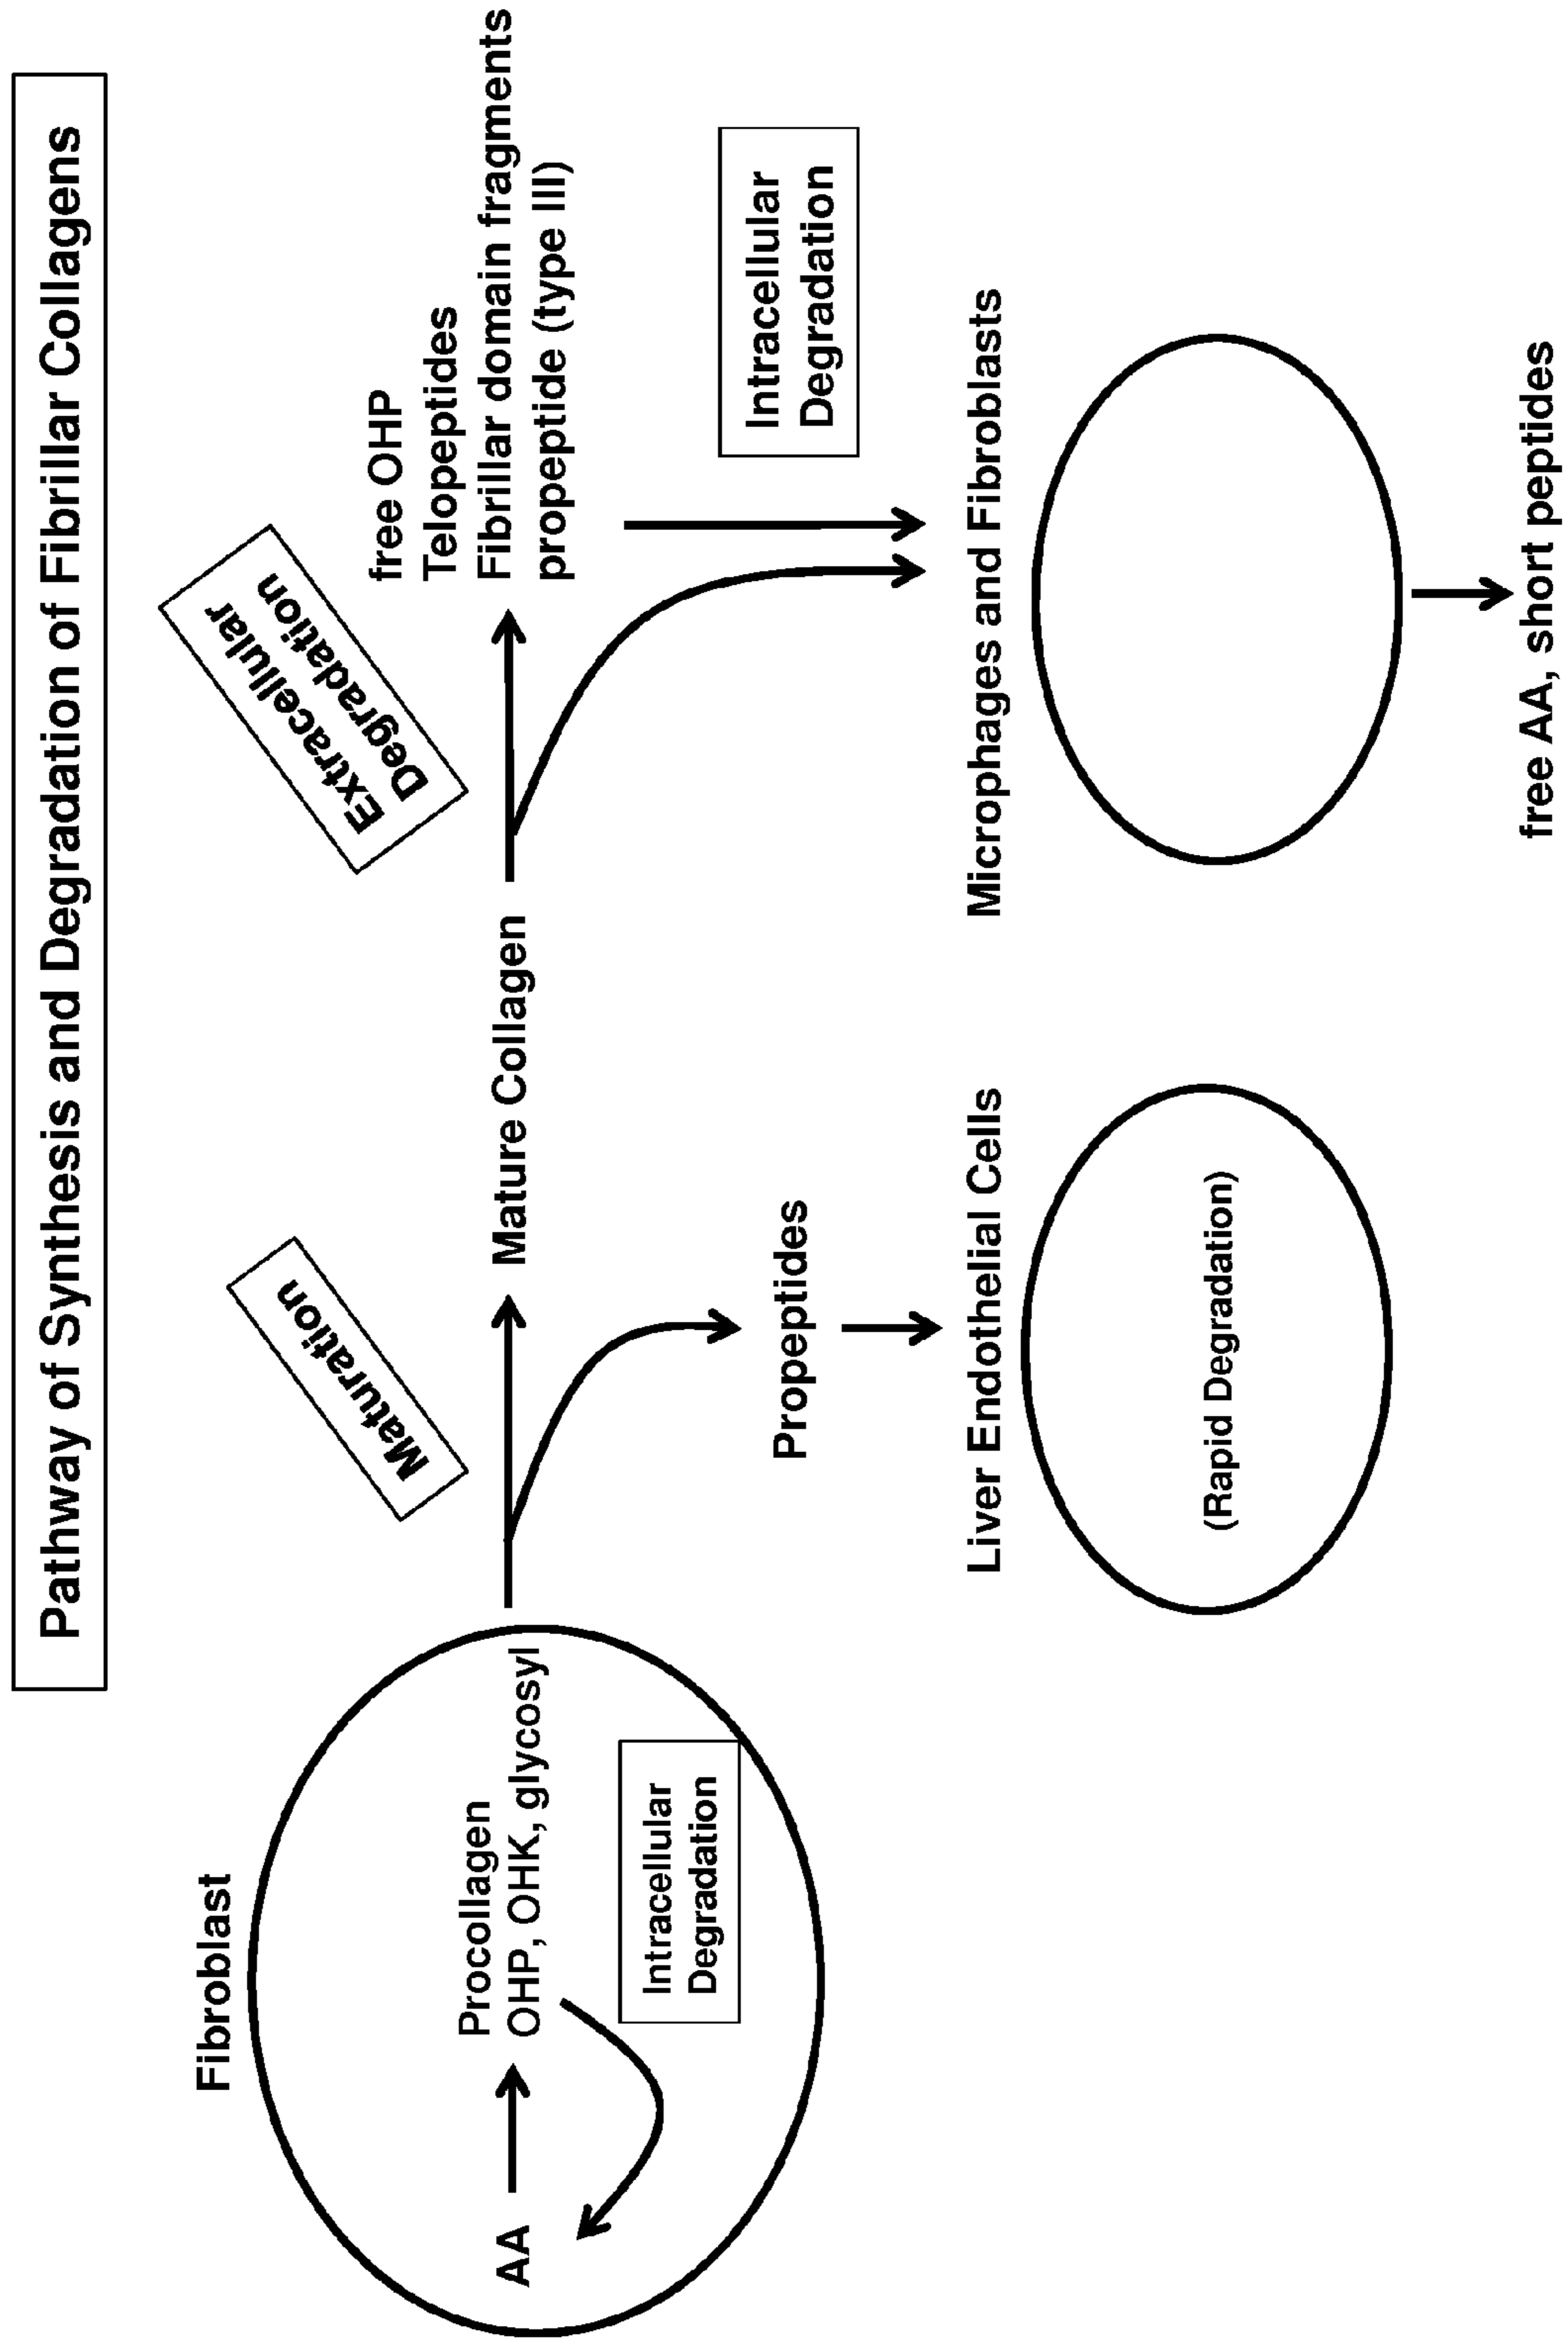 Pathway of Synthesis and Degradation of Fibrillar Collagens
Fibroblast
AA
Procollagen
OHP, OHK, glycosyl
Intracellular
Degradation
Maturation
Mature Collagen
Propeptides
Liver Endothelial Cells
(Rapid Degradation)
Extracellular
Degradation
free OHP
Telopeptides
Fibrillar domain fragments
propeptide (type III)
Intracellular
Degradation
Microphages and Fibroblasts
free AA, short peptides